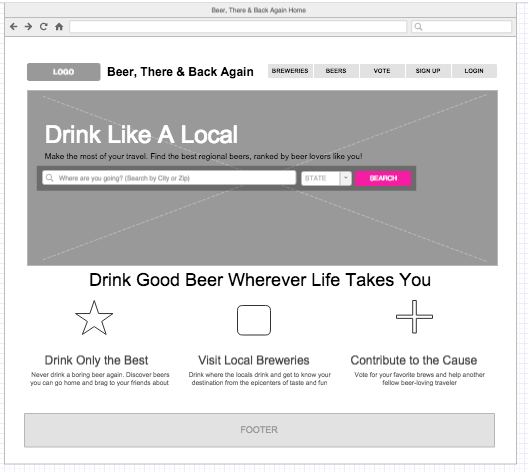 Beer, There & Back Again Home
LOGO
Beer, There & Back Again
BREWERIES
BEERS
VOTE
SIGN UP
LOGIN
Drink Like A Local
Make the most of your travel. Find the best regional beers, ranked by beer lovers like you!
Where are you going? (Search by City or Zip)
STATE
SEARCH
Drink Good Beer Wherever Life Takes You
Drink Only the Best
Never drink a boring beer again. Discover beers
you can go home and brag to your friends about
Visit Local Breweries
Drink where the locals drink and get to know your
destination from the epicenters of taste and fun
Contribute to the Cause
Vote for your favorite brews and help another
fellow beer-loving traveler
FOOTER